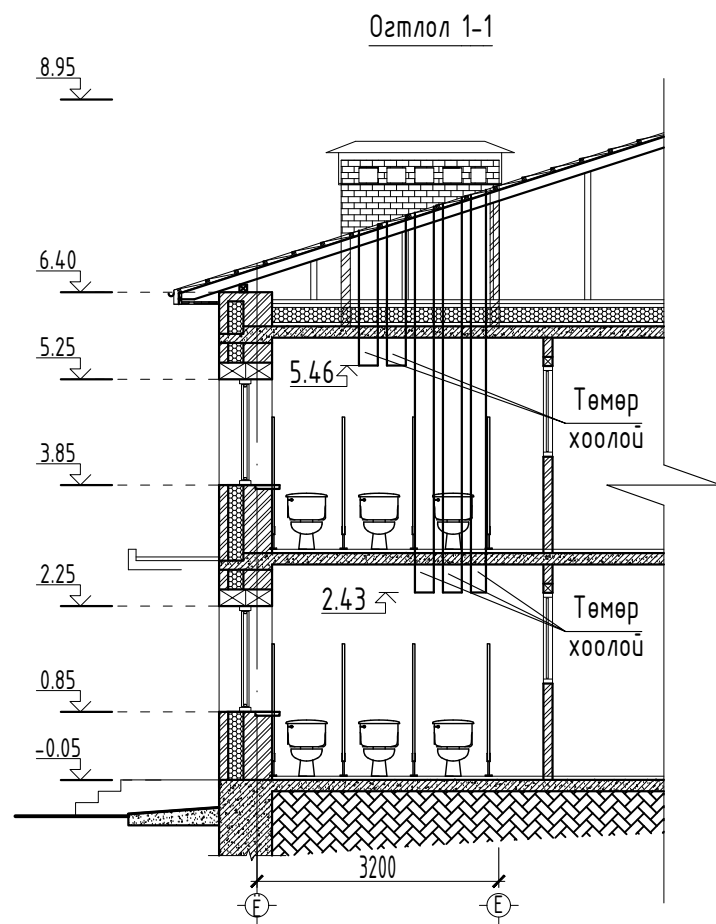 Огтлол 1-1
8.95
6.40
5.25
5.46
Төмөр
хоолой
3.85
2.25
2.43
Төмөр
хоолой
0.85
-0.05
3200
Е
Е